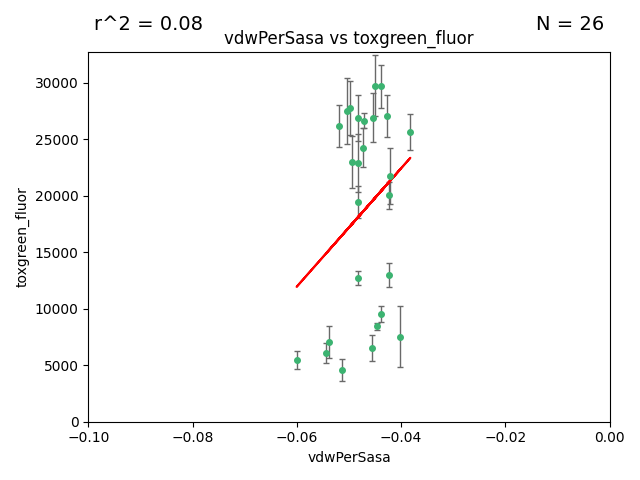 r^2 = 0.08
N = 26
vdwPerSasa vs toxgreen_fluor
toxgreen_fluor
30000
25000
20000
15000
10000
5000
0
−0.10
−0.08
−0.06
−0.04
−0.02
0.00
vdwPerSasa